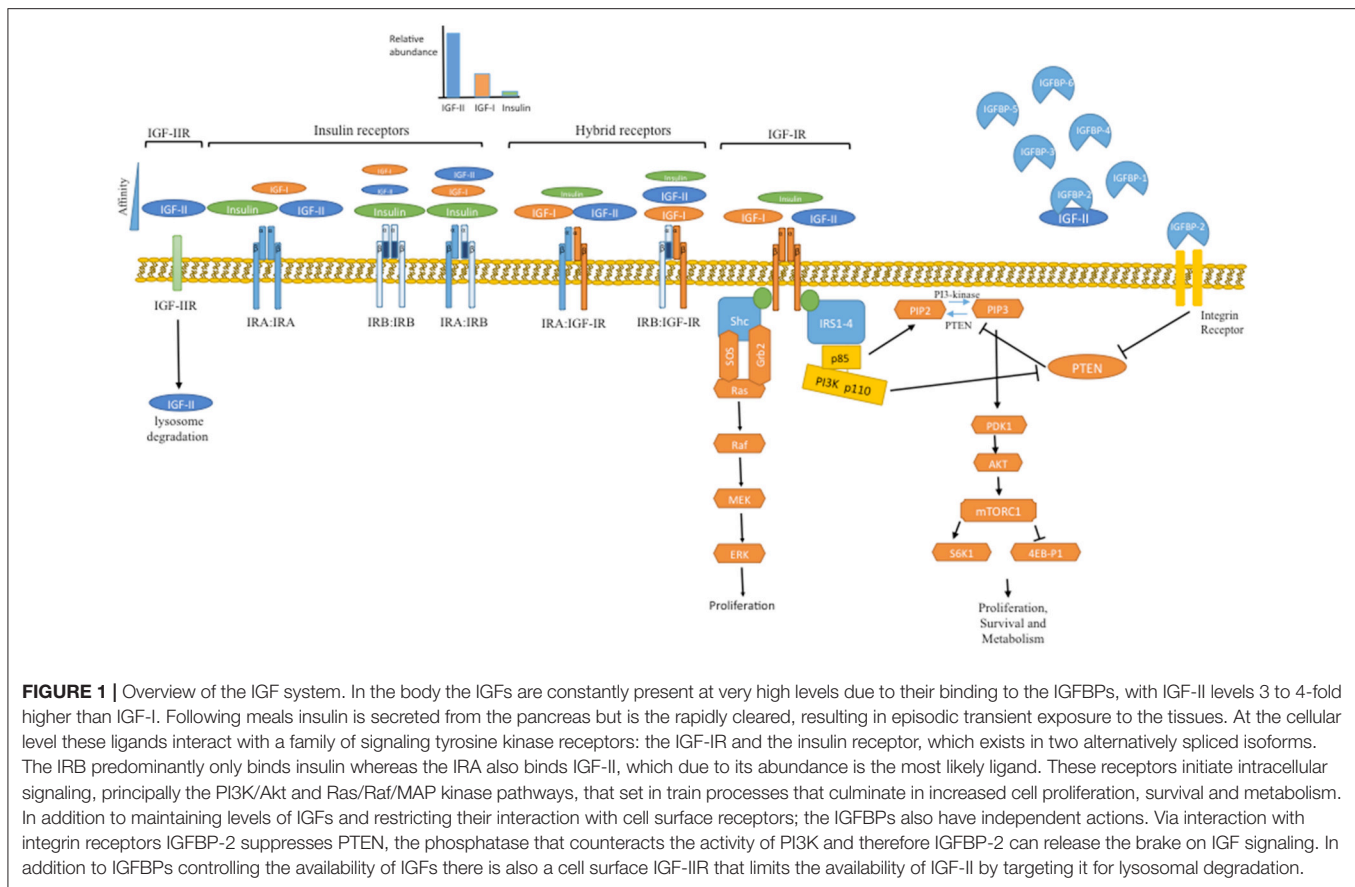 Relative
abundance
IGF-II IGF-I Insulin
IGF-IIR
Insulin receptors
Hybrid receptors
IGF-IR
Affinity
IGF-II
Insulin
IGF-I
IGF-II
IGF-I
IGF-II
Insulin
IGF-II
IGF-I
Insulin
Insulin
IGF-I
IGF-II
Insulin
IGF-II
IGF-I
Insulin
IGF-I
IGF-II
IGFBP-6
IGFBP-5
IGFBP-4
IGFBP-3
IGFBP-1
IGFBP-2
IGF-II
IGFBP-2
α α
β β
α α
β β
α α
β β
α α
β β
α α
β β
α α
β β
IGF-IIR
IRA:IRA
IRB:IRB
IRA:IRB
IRA:IGF-IR
IRB:IGF-IR
Integrin
Receptor
IGF-II
lysosome
degradation
Shc
SOS
Grb2
Ras
Raf
MEK
ERK
Proliferation
IRS1-4
p85
PI3K p110
PIP2
PI3-kinase
PTEN
PIP3
PTEN
PDK1
AKT
mTORC1
S6K1
4EB-P1
Proliferation,
Survival and
Metabolism
FIGURE 1 | Overview of the IGF system. In the body the IGFs are constantly present at very high levels due to their binding to the IGFBPs, with IGF-II levels 3 to 4-fold
higher than IGF-I. Following meals insulin is secreted from the pancreas but is the rapidly cleared, resulting in episodic transient exposure to the tissues. At the cellular
level these ligands interact with a family of signaling tyrosine kinase receptors: the IGF-IR and the insulin receptor, which exists in two alternatively spliced isoforms.
The IRB predominantly only binds insulin whereas the IRA also binds IGF-II, which due to its abundance is the most likely ligand. These receptors initiate intracellular
signaling, principally the PI3K/Akt and Ras/Raf/MAP kinase pathways, that set in train processes that culminate in increased cell proliferation, survival and metabolism.
In addition to maintaining levels of IGFs and restricting their interaction with cell surface receptors; the IGFBPs also have independent actions. Via interaction with
integrin receptors IGFBP-2 suppresses PTEN, the phosphatase that counteracts the activity of PI3K and therefore IGFBP-2 can release the brake on IGF signaling. In
addition to IGFBPs controlling the availability of IGFs there is also a cell surface IGF-IIR that limits the availability of IGF-II by targeting it for lysosomal degradation.